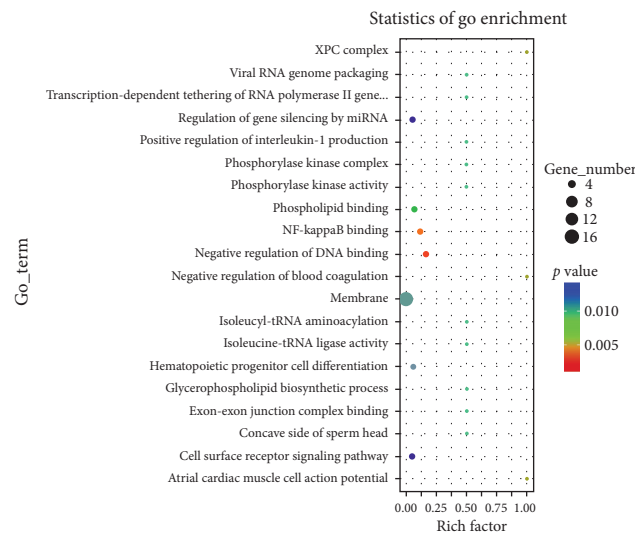 Statistics of go enrichment
XPC complex
Viral RNA genome packaging
Transcription-dependent tethering of RNA polymerase II gene...
Regulation of gene silencing by miRNA
Positive regulation of interleukin-1 production
Phosphorylase kinase complex
Phosphorylase kinase activity
Phospholipid binding
NF-kappaB binding
Negative regulation of DNA binding
Negative regulation of blood coagulation
Membrane
Isoleucyl-tRNA aminoacylation
Isoleucine-tRNA ligase activity
Hematopoietic progenitor cell differentiation
Glycerophospholipid biosynthetic process
Exon-exon junction complex binding
Concave side of sperm head
Cell surface receptor signaling pathway
Atrial cardiac muscle cell action potential
Go_term
0.00 0.25 0.50 0.75 1.00
Rich factor
Gene_number
4
8
12
16
p value
0.010
0.005